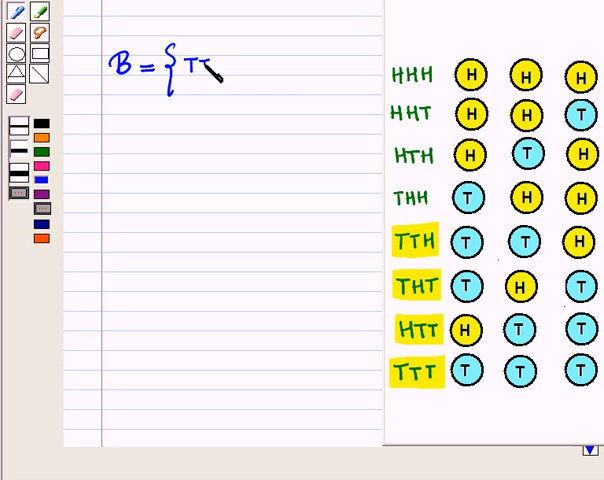 B = { TT
HHH H H H
HHT H H T
HTH H T H
THH T H H
TTH T T H
THT T H T
HTT H T T
TTT T T T